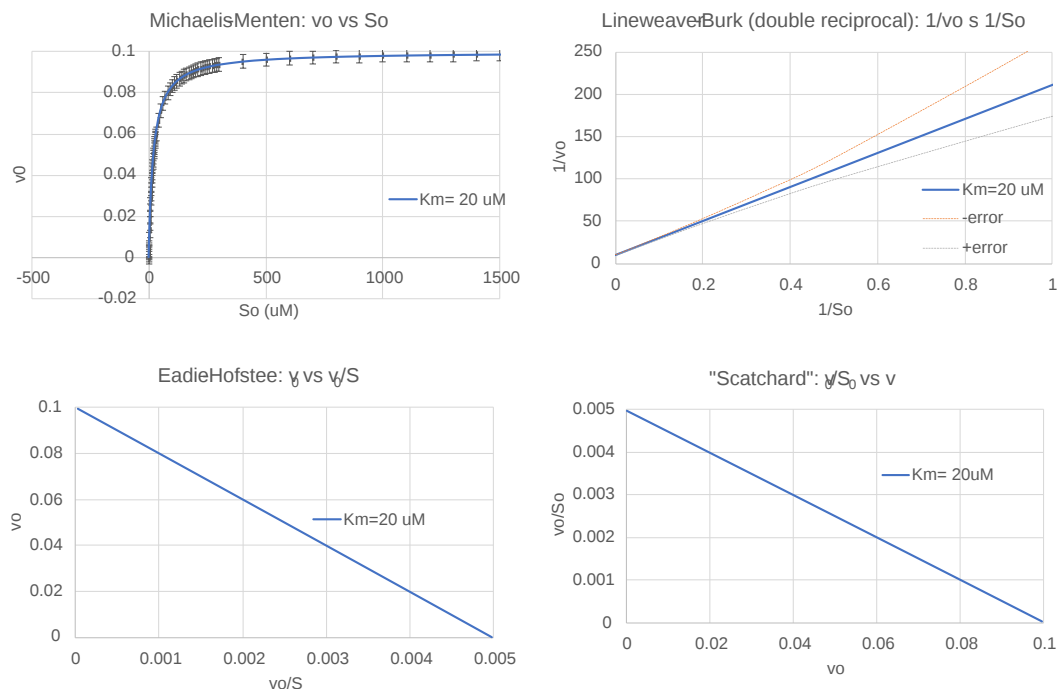 Michaelis-Menten: vo vs So
0.1
0.08
0.06
0.04
0.02
0
-0.02
v0
-500
0
500
1000
1500
So (uM)
Km= 20 uM
Lineweaver-Burk (double reciprocal): 1/vo s 1/So
250
200
150
100
50
0
1/vo
0
0.2
0.4
0.6
0.8
1
1/So
Km=20 uM
-error
+error
EadieHofstee: v0 vs v0/S
0.1
0.08
0.06
0.04
0.02
0
vo
0
0.001
0.002
0.003
0.004
0.005
vo/S
Km=20 uM
"Scatchard": v0/S0 vs v
0.005
0.004
0.003
0.002
0.001
0
vo/So
0
0.02
0.04
0.06
0.08
0.1
vo
Km= 20uM